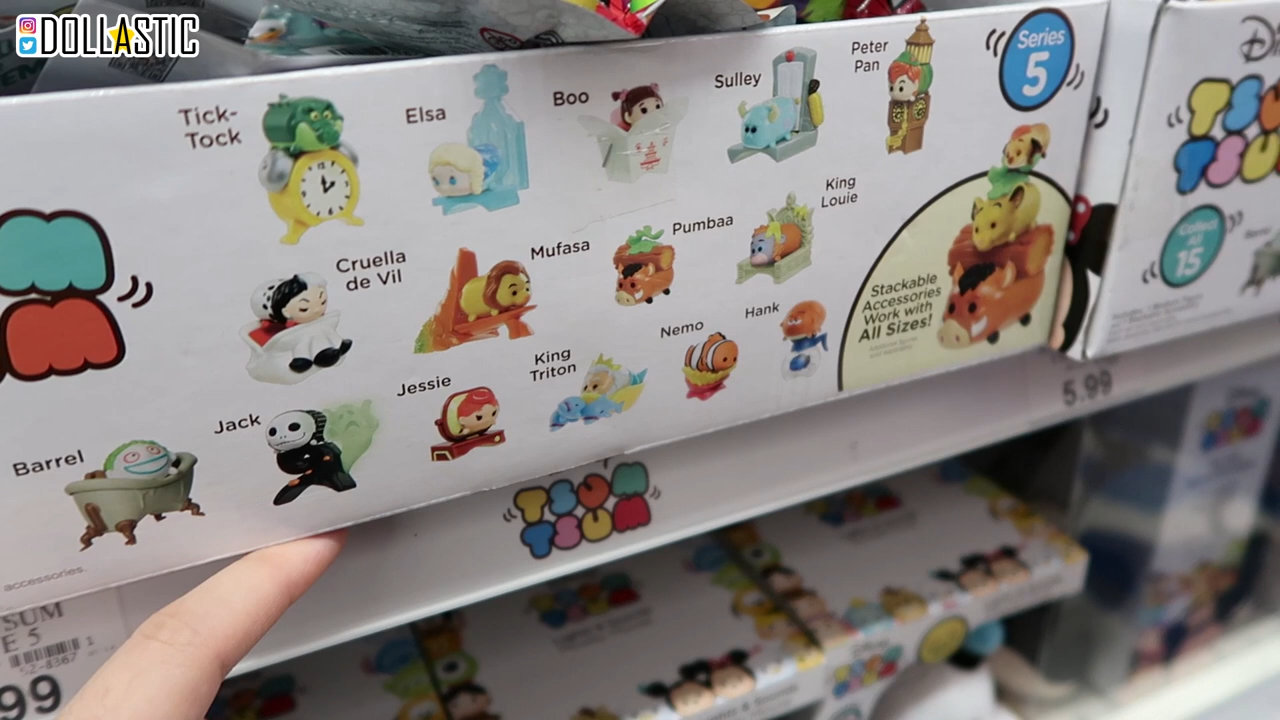 DOLLASTIC
Tick-
Tock
Elsa
Boo
Sulley
Peter
Pan
Series
5
Cruella
de Vil
Mufasa
Pumbaa
King
Louie
Stackable
Accessories
Work with
All Sizes!
Barrel
Jack
Jessie
King
Triton
Nemo
Hank
accessories.
TSUM
TSUM
Collect
All
15
5.99
SUM
E 5
99